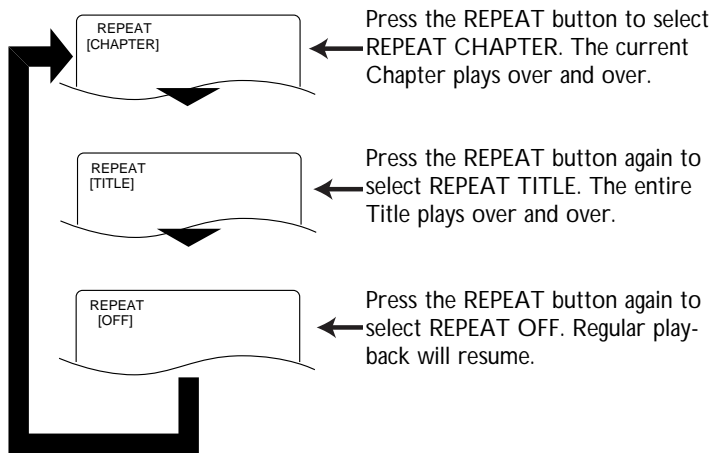 REPEAT
[CHAPTER]
Press the REPEAT button to select
REPEAT CHAPTER. The current
Chapter plays over and over.
REPEAT
[TITLE]
Press the REPEAT button again to
select REPEAT TITLE. The entire
Title plays over and over.
REPEAT
[OFF]
Press the REPEAT button again to
select REPEAT OFF. Regular play-
back will resume.